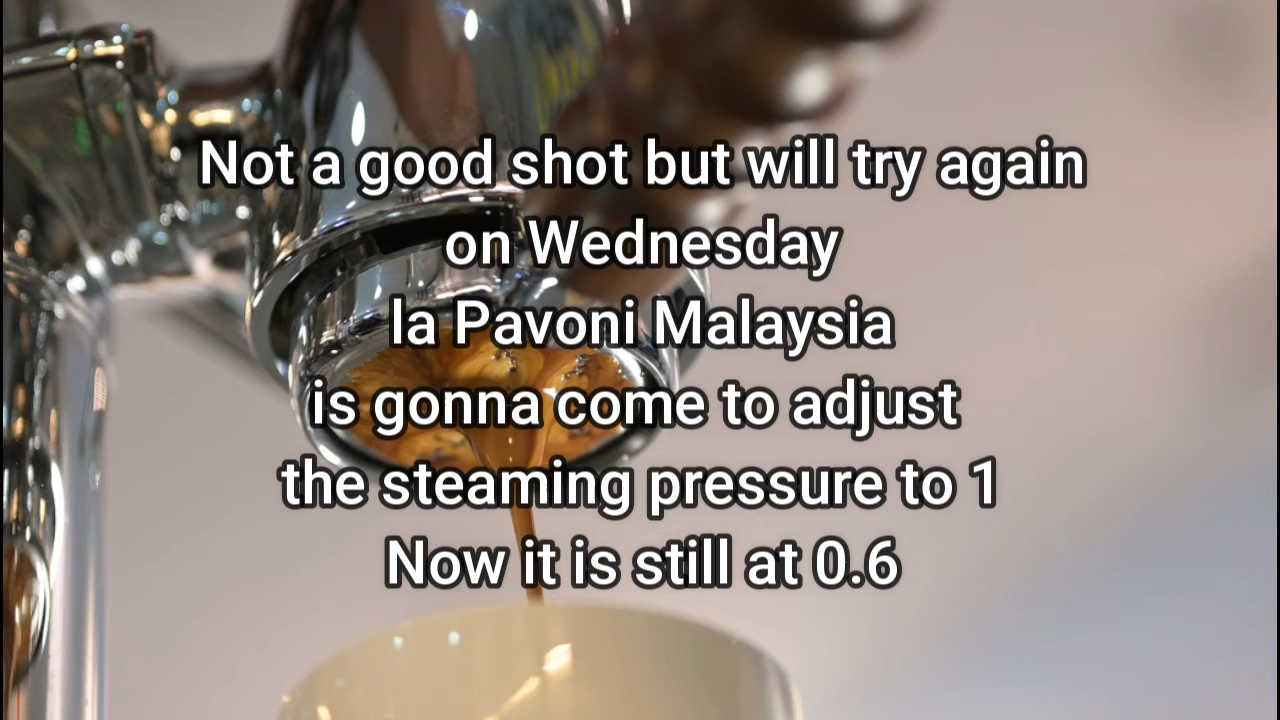 Not a good shot but will try again
on Wednesday
la Pavoni Malaysia
is gonna come to adjust
the steaming pressure to 1
Now it is still at 0.6